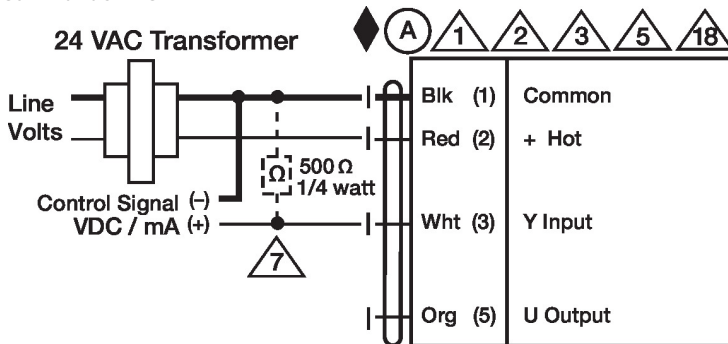 24 VAC Transformer
A 1 2 3 5 18
Line
Volts
Blk (1) Common
Red (2) + Hot
Ω 500 Ω
1/4 watt
Control Signal (–)
VDC / mA (+)
Wht (3) Y Input
7
Org (5) U Output